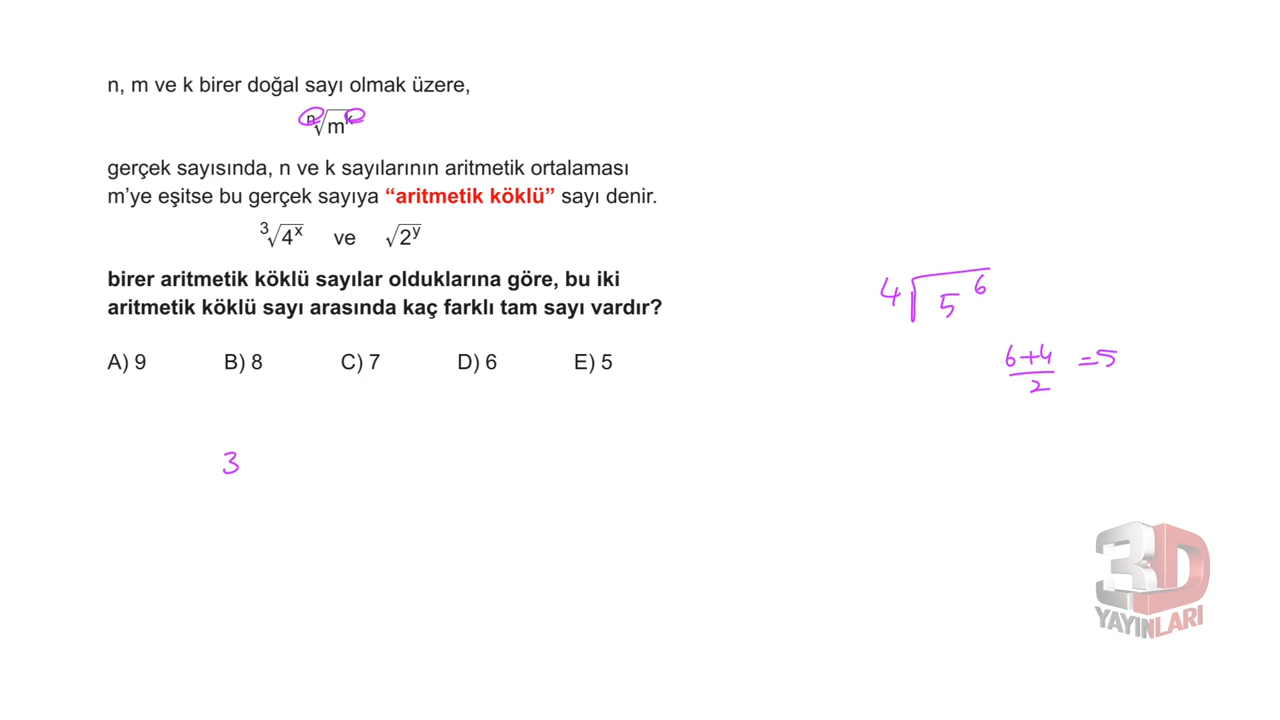 n, m ve k birer doğal sayı olmak üzere,
ⁿ√mᵏ
gerçek sayısında, n ve k sayılarının aritmetik ortalaması
m’ye eşitse bu gerçek sayıya “aritmetik köklü” sayı denir.
³√4ˣ ve √2ʸ
birer aritmetik köklü sayılar olduklarına göre, bu iki
aritmetik köklü sayı arasında kaç farklı tam sayı vardır?
A) 9 B) 8 C) 7 D) 6 E) 5
⁴√5⁶
(6+4)/2 = 5
3
3D
YAYINLARI